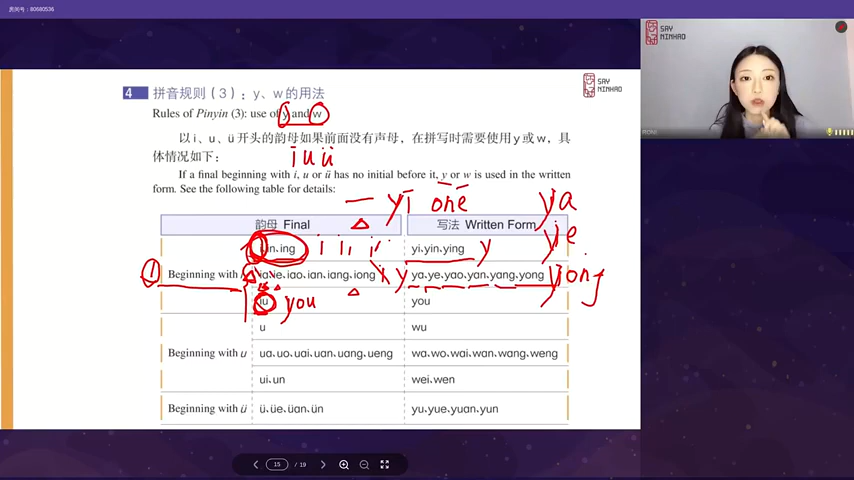 房间号：80680536
SAY
NINHAO
4 拼音规则（3）：y、w的用法
SAY
NINHAO
Rules of Pinyin (3): use of y and w
以 i、u、ü 开头的韵母如果前面没有声母，在拼写时需要使用 y 或 w，具
体情况如下：
i u ü
If a final beginning with i, u or ü has no initial before it, y or w is used in the written
form. See the following table for details:
一 yī one
ya
韵母 Final 写法 Written Form
ye
i、in、ing yi、yin、ying y
Beginning with ia、ie、iao、ian、iang、iong y ya、ye、yao、yan、yang、yong yong
iu you you
u wu
Beginning with u ua、uo、uai、uan、uang、ueng wa、wo、wai、wan、wang、weng
ui、un wei、wen
Beginning with ü ü、üe、üan、ün yu、yue、yuan、yun
15 / 19